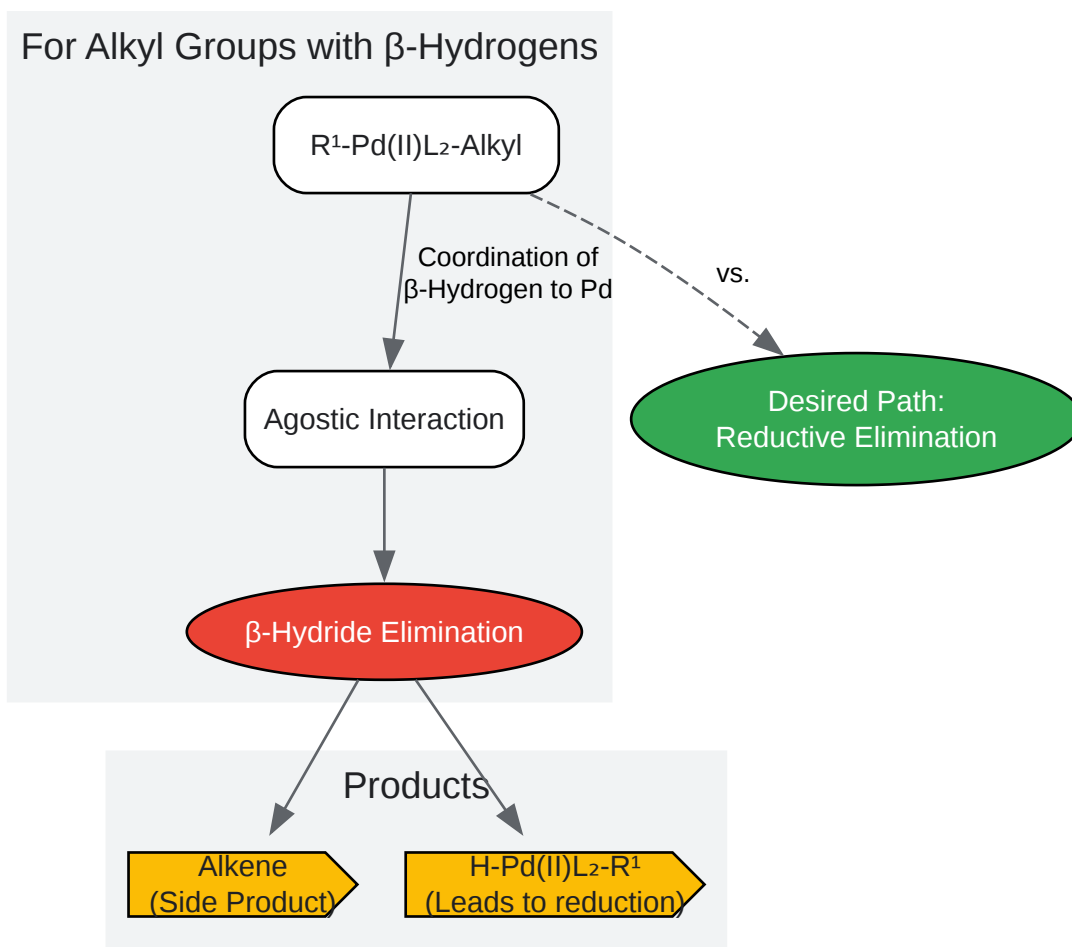 For Alkyl Groups with β-Hydrogens
R¹-Pd(II)L₂-Alkyl
Coordination of
β-Hydrogen to Pd
vs.
Agostic Interaction
Desired Path:
Reductive Elimination
β-Hydride Elimination
Products
Alkene
(Side Product)
H-Pd(II)L₂-R¹
(Leads to reduction)